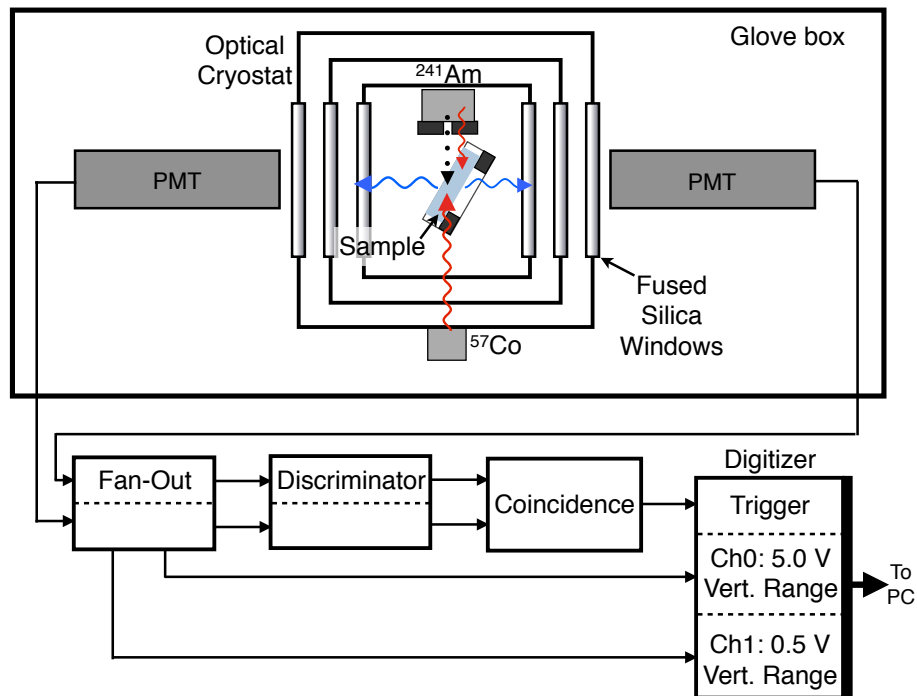 Glove box
Optical
Cryostat
²⁴¹Am
PMT
PMT
Sample
Fused
Silica
Windows
⁵⁷Co
Digitizer
Fan-Out
Discriminator
Coincidence
Trigger
Ch0: 5.0 V
Vert. Range
To
PC
Ch1: 0.5 V
Vert. Range